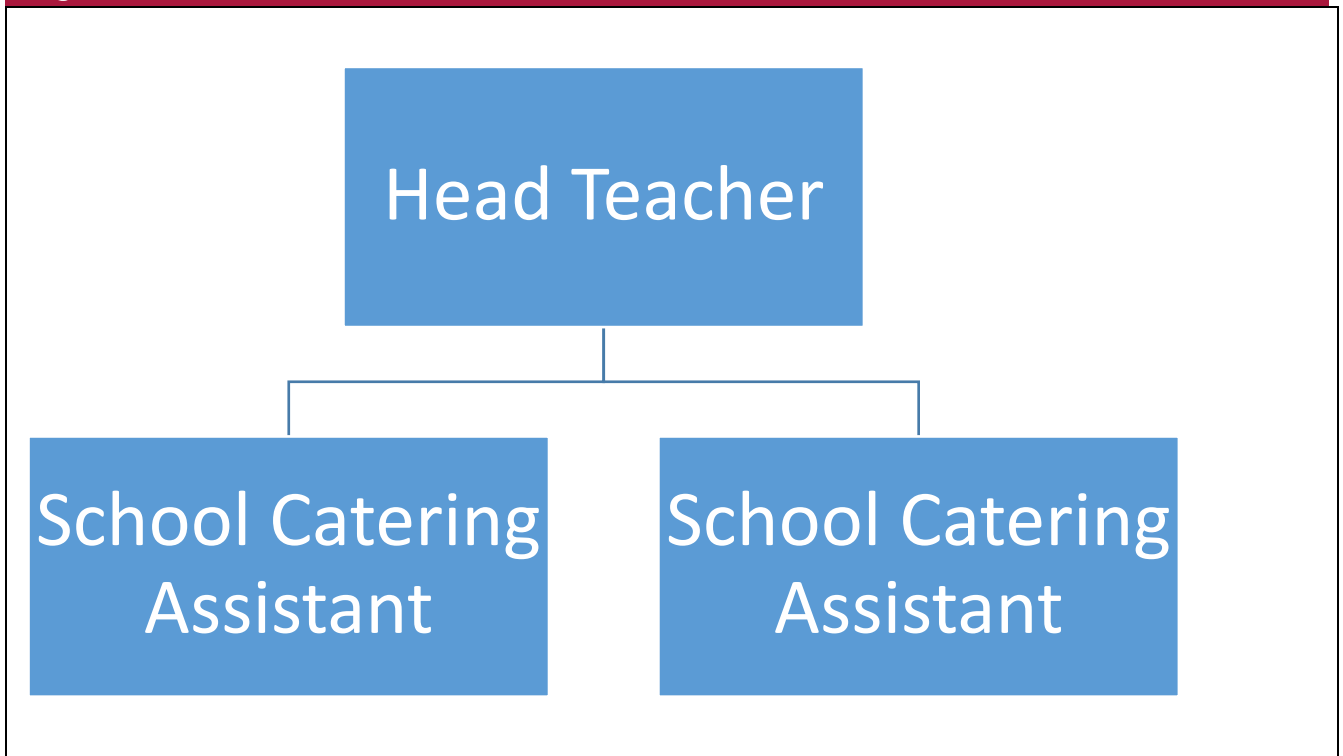 Head Teacher
School Catering
Assistant
School Catering
Assistant